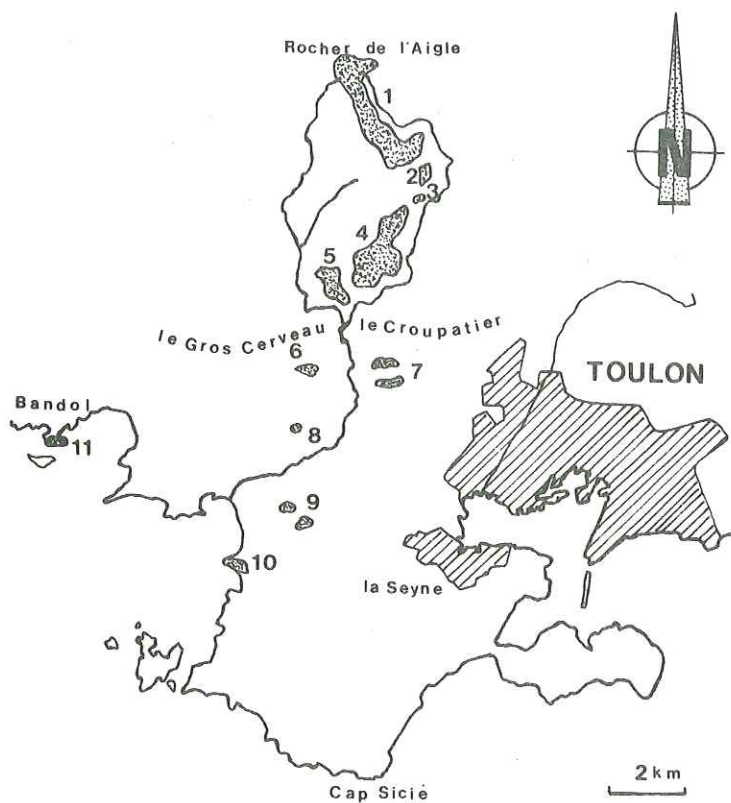 Rocher de l'Aigle
1
N
2
3
4
5
le Gros Cerveau
le Croupatier
6
7
TOULON
Bandol
8
11
9
10
la Seyne
2 km
Cap Sicié